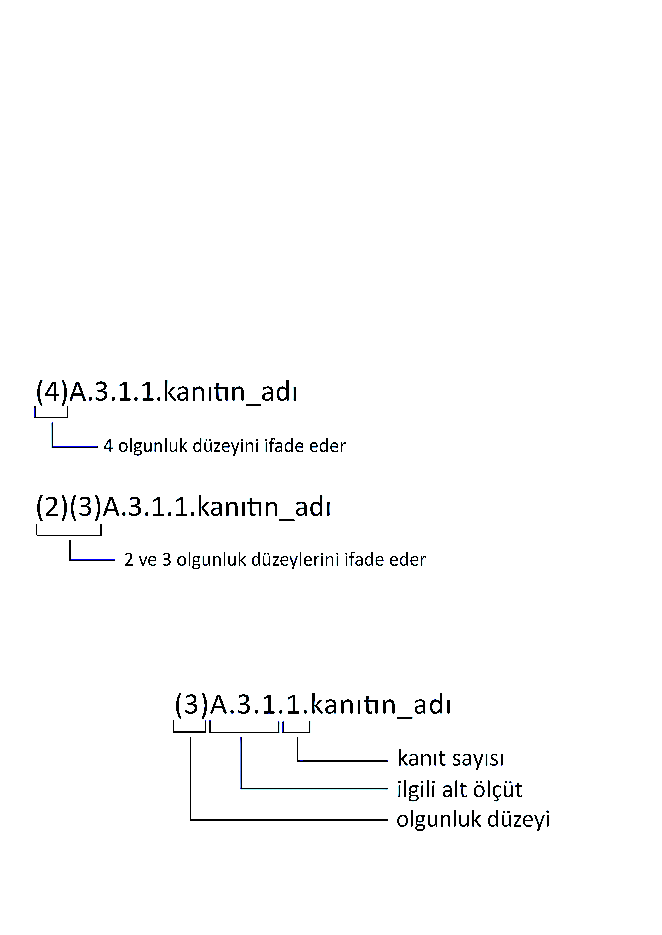 (4)A.3.1.1.kanıtın_adı
4 olgunluk düzeyini ifade eder
(2)(3)A.3.1.1.kanıtın_adı
2 ve 3 olgunluk düzeylerini ifade eder
(3)A.3.1.1.kanıtın_adı
kanıt sayısı
ilgili alt ölçüt
olgunluk düzeyi